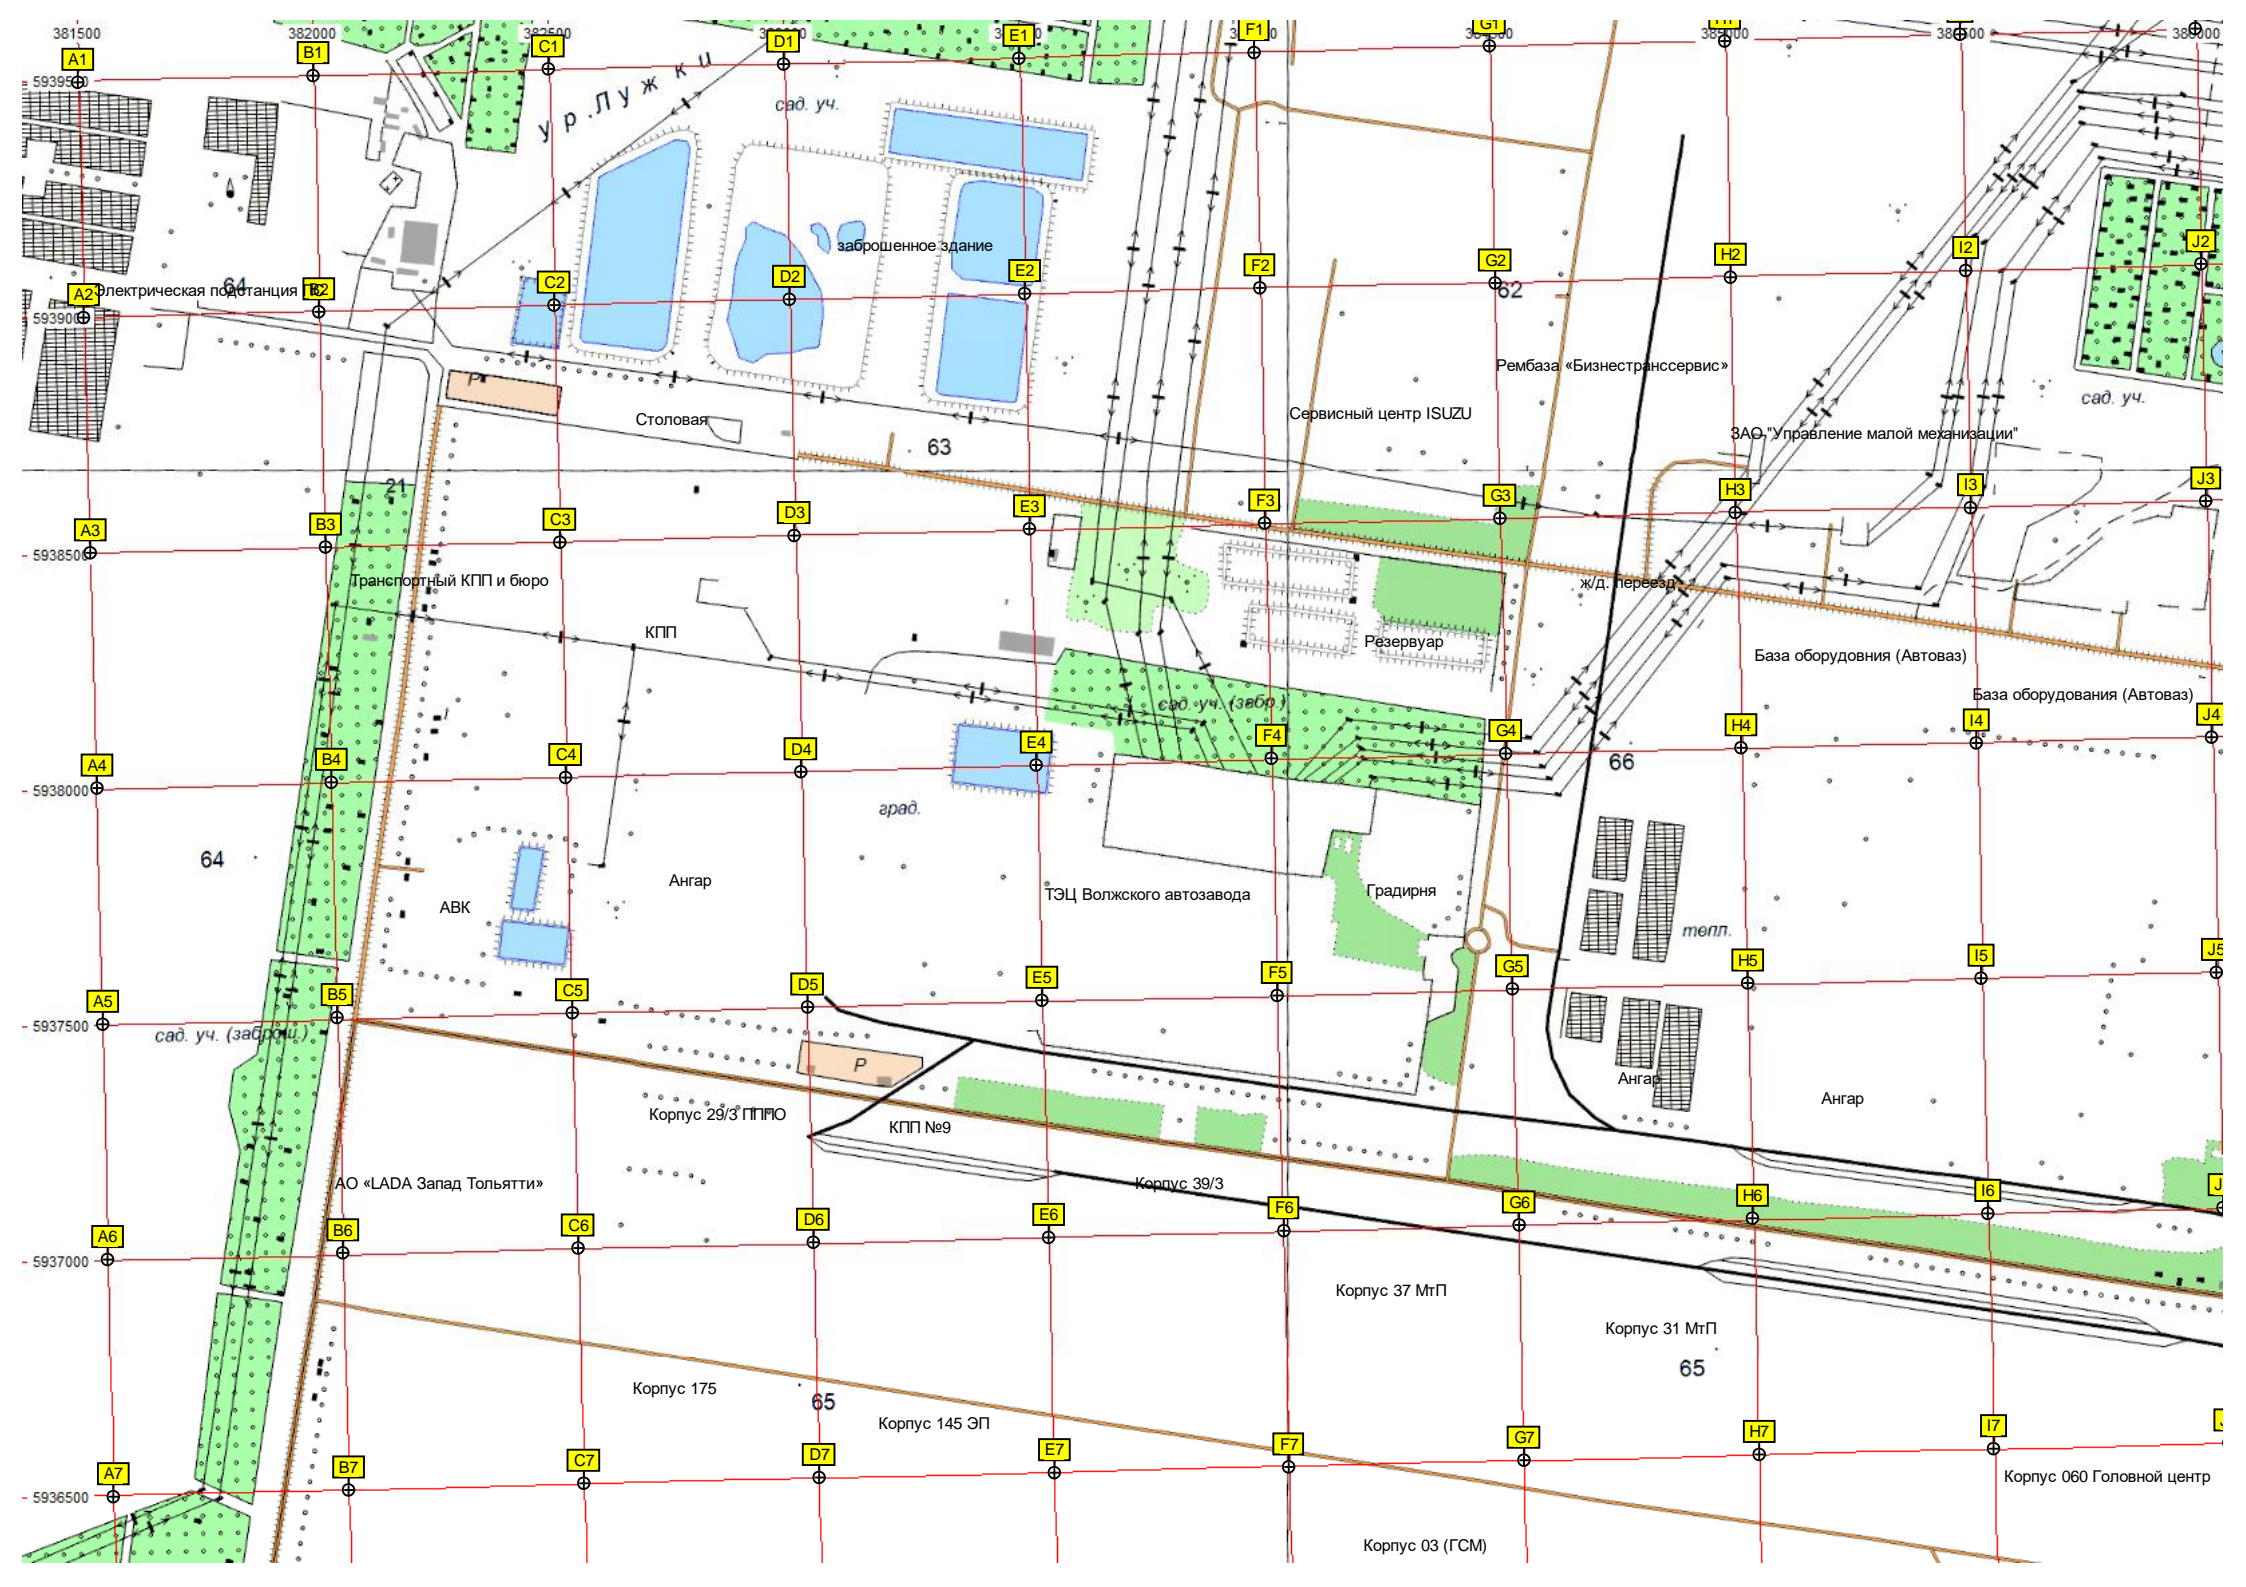 381500 382000
A1 B1 C1 D1 E1 F1 G1
5939500
ур. Лужки
сад. уч.
заброшенное здание
64
Электрическая подстанция ПС
A2 B2 C2 D2 E2 F2 G2 H2 I2 J2
5939000
62
Рембаза «Бизнестранссервис»
P
сад. уч.
Столовая
Сервисный центр ISUZU
ЗАО "Управление малой механизации"
63
21
A3 B3 C3 D3 E3 F3 G3 H3 I3 J3
5938500
Транспортный КПП и бюро
ж/д. переезд
КПП
Резервуар
База оборудовния (Автоваз)
База оборудования (Автоваз)
сад. уч. (забр.)
A4 B4 C4 D4 E4 F4 G4 H4 I4 J4
66
5938000
град.
64
Ангар
АВК
ТЭЦ Волжского автозавода
Градирня
тепл.
A5 B5 C5 D5 E5 F5 G5 H5 I5 J5
5937500
сад. уч. (заброш.)
P
Ангар
Ангар
Корпус 29/3 ПППО
КПП №9
АО «LADA Запад Тольятти»
Корпус 39/3
A6 B6 C6 D6 E6 F6 G6 H6 I6 J
5937000
Корпус 37 МтП
Корпус 31 МтП
65
Корпус 175
65
Корпус 145 ЭП
A7 B7 C7 D7 E7 F7 G7 H7 I7
5936500
Корпус 060 Головной центр
Корпус 03 (ГСМ)